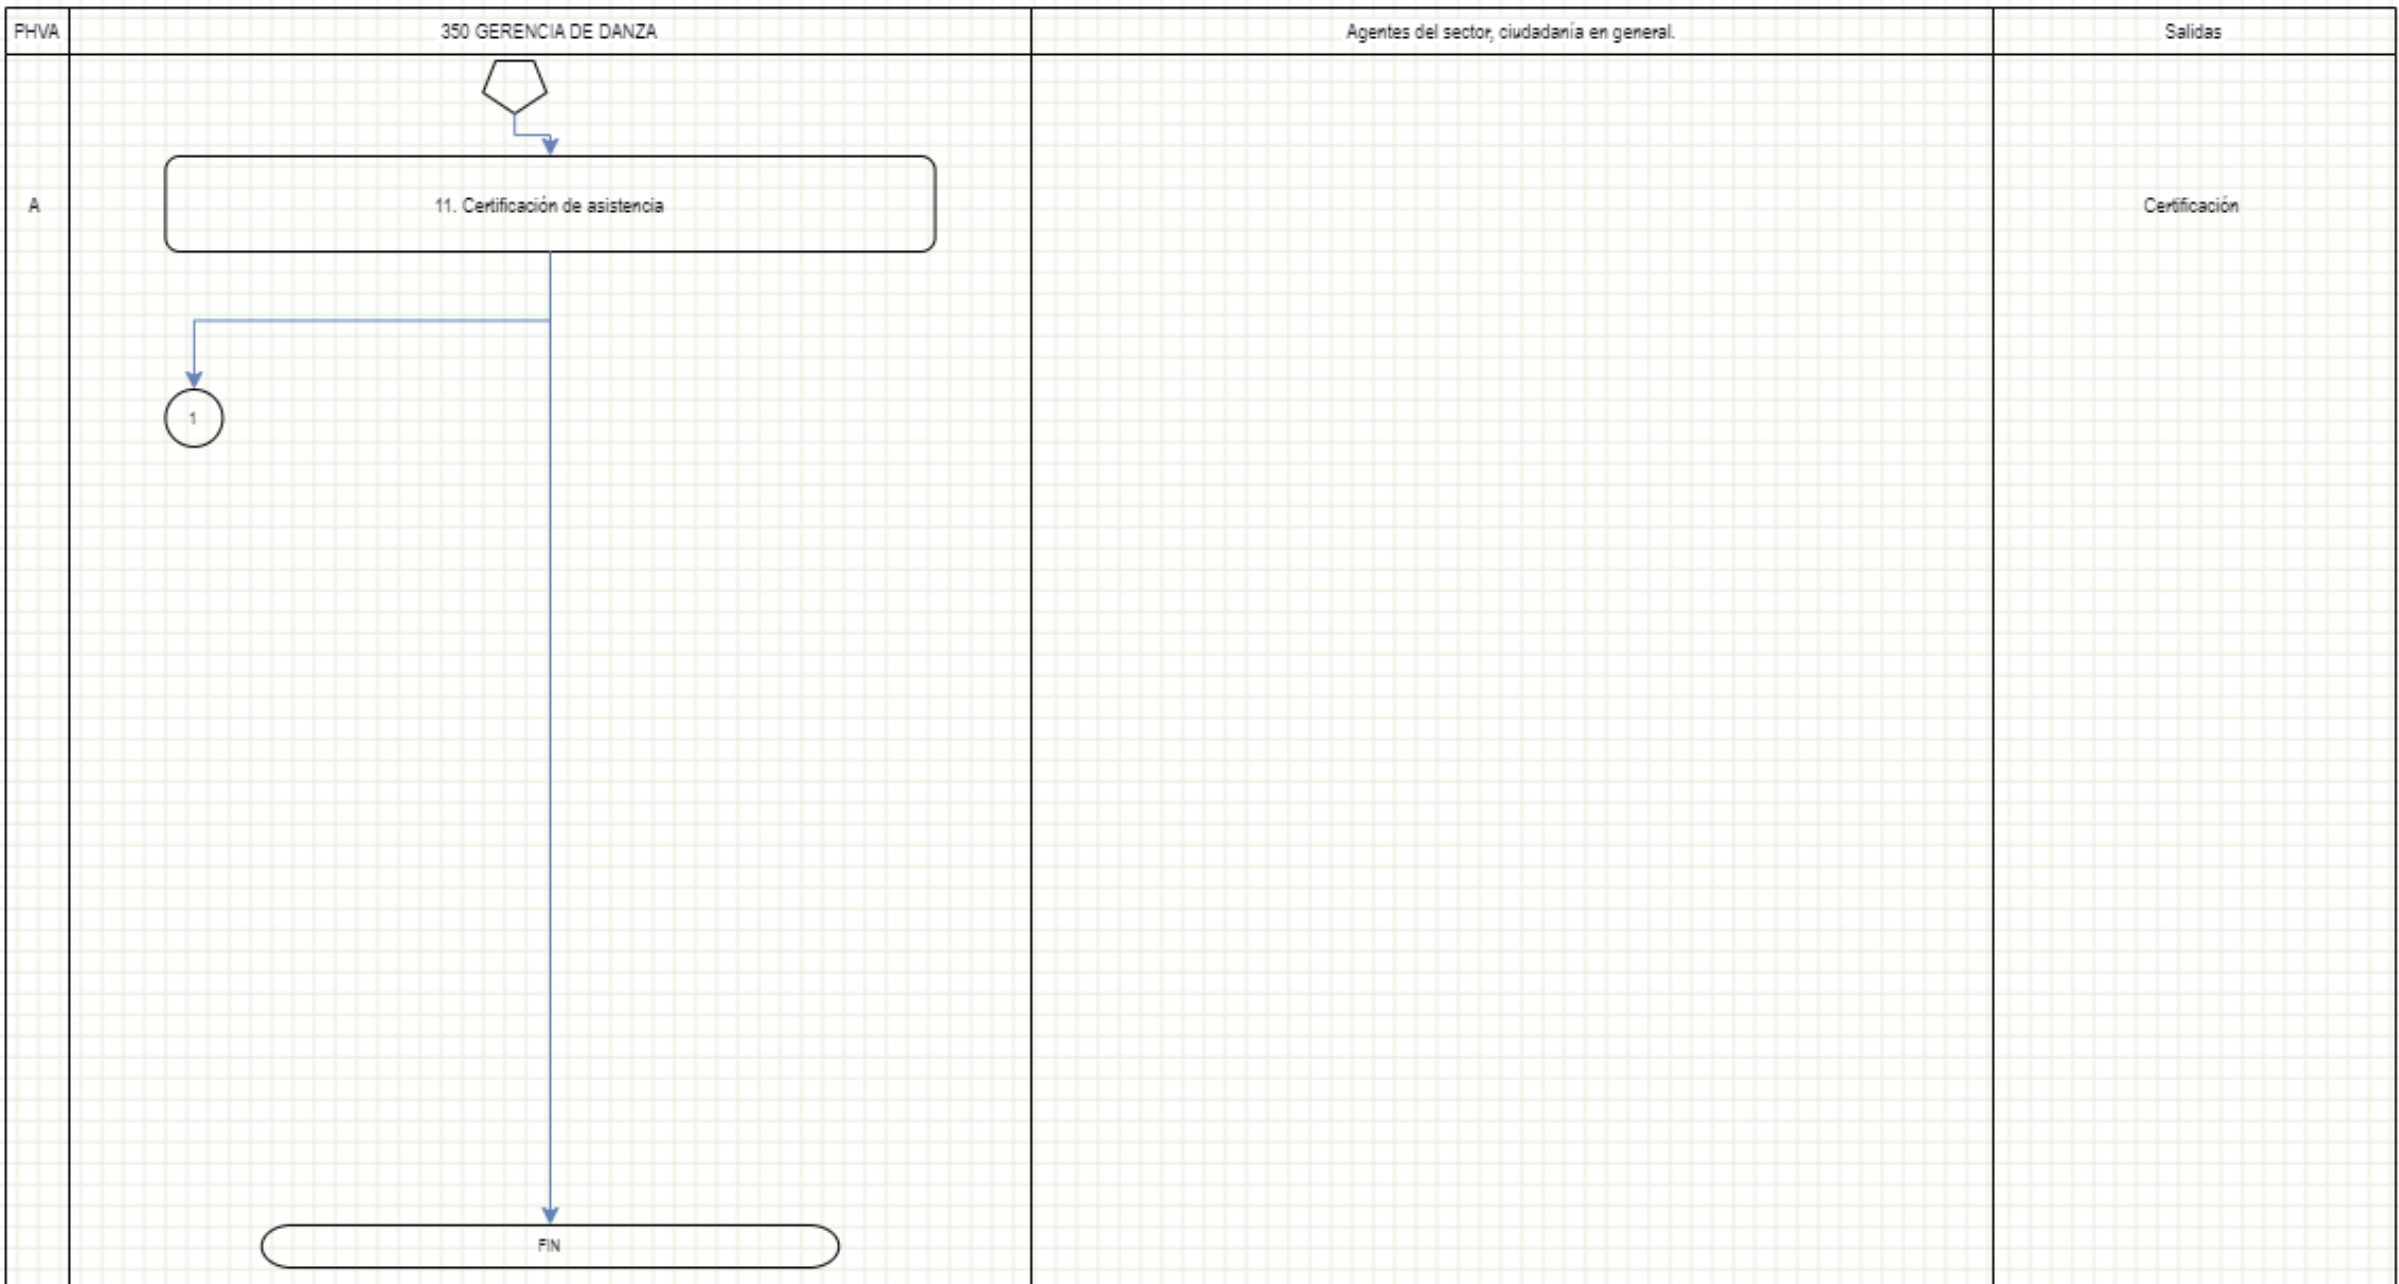 PHVA
350 GERENCIA DE DANZA
Agentes del sector, ciudadanía en general.
Salidas
A
11. Certificación de asistencia
Certificación
1
FIN